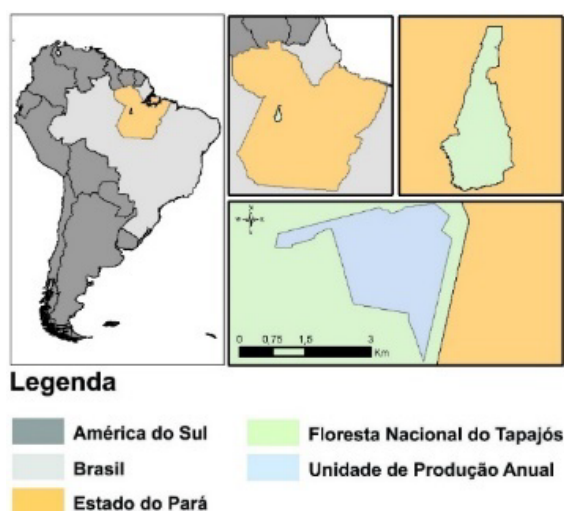 N
W E
S
0 0,75 1,5 3
Km
Legenda
América do Sul
Brasil
Estado do Pará
Floresta Nacional do Tapajós
Unidade de Produção Anual